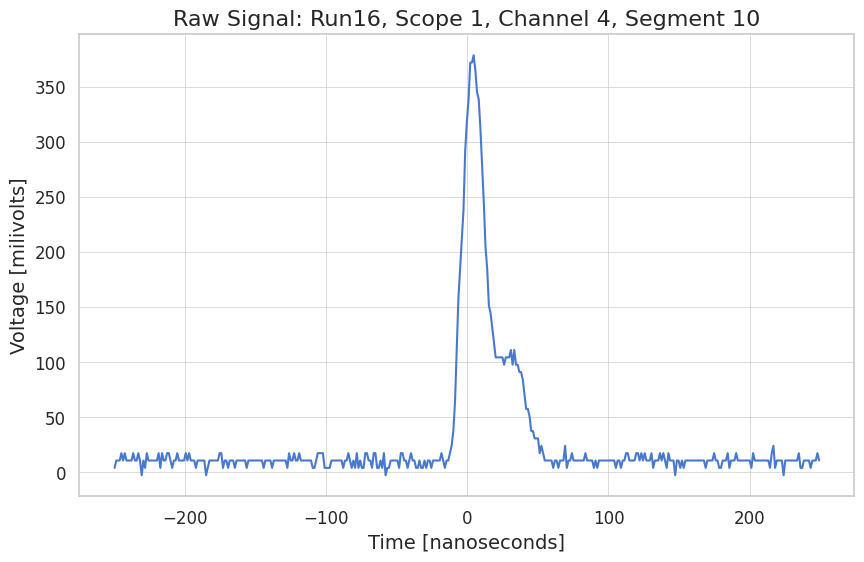 Raw Signal: Run16, Scope 1, Channel 4, Segment 10
Voltage [milivolts]
350
300
250
200
150
100
50
0
−200 −100 0 100 200
Time [nanoseconds]